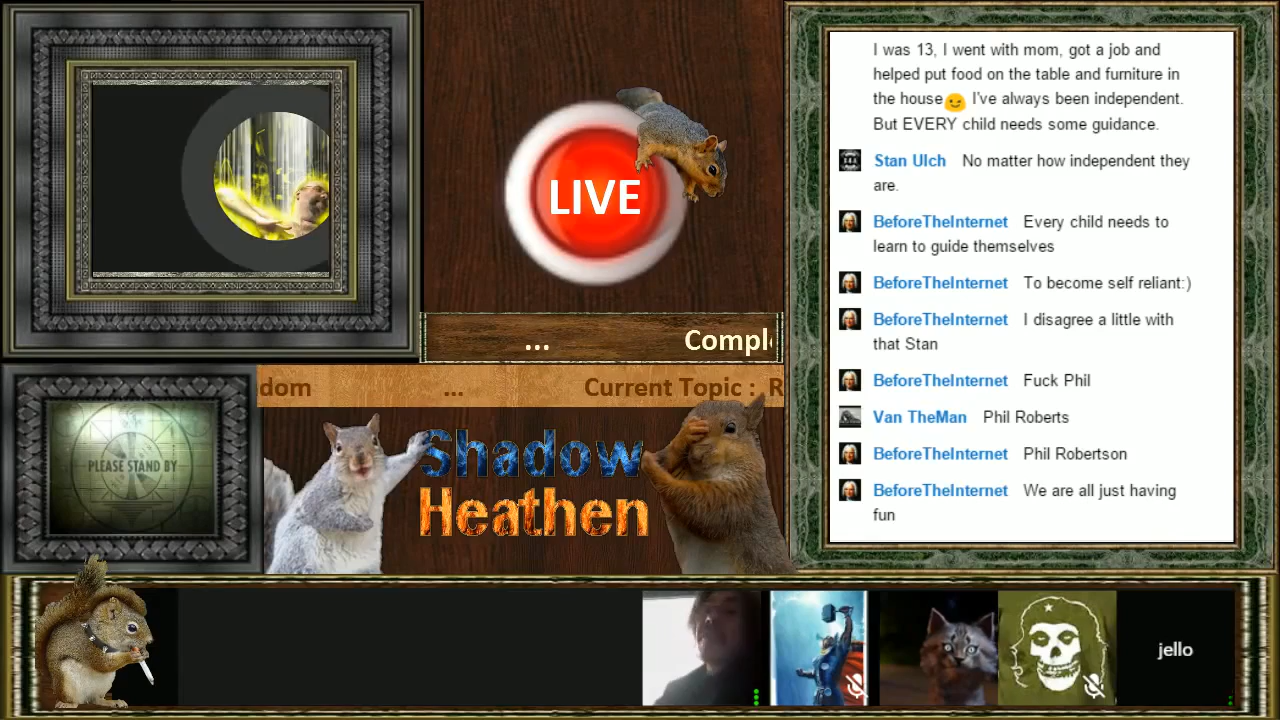 LIVE
... Compl
dom ... Current Topic : R
PLEASE STAND BY
Shadow
Heathen
I was 13, I went with mom, got a job and
helped put food on the table and furniture in
the house I've always been independent.
But EVERY child needs some guidance.
Stan Ulch No matter how independent they
are.
BeforeTheInternet Every child needs to
learn to guide themselves
BeforeTheInternet To become self reliant:)
BeforeTheInternet I disagree a little with
that Stan
BeforeTheInternet Fuck Phil
Van TheMan Phil Roberts
BeforeTheInternet Phil Robertson
BeforeTheInternet We are all just having
fun
jello